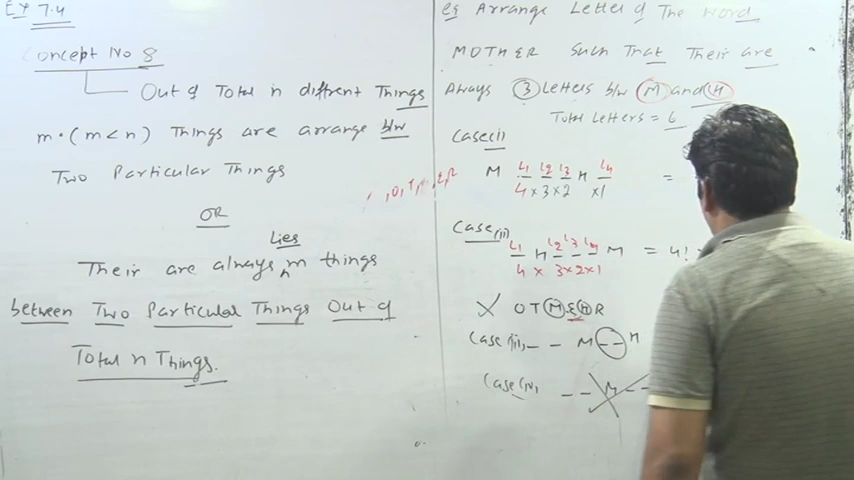 Ex 7.4
Concept No 8
Out of Total n diffrent Things
m. (m<n) Things are arrange b/w
Two Particular Things
OR
Lies
Their are always m things
n
between Two Particular Things Out of
Total n Things.
eg Arrange Letter of The Word
MOTHER Such That Their are
Always 3 Letters b/w M and H
Total Letters = 6
Case(i)
L1 L2 L3 L4
M _ _ _ H _ =
4 × 3 × 2 × 1
Case(ii)
L1 L2 L3 L4
_ H _ _ _ M = 4!
4 × 3 × 2 × 1
X O T M E H R
Case(iii) _ _ M _ _ H
Case(iv) _ _ M _ _